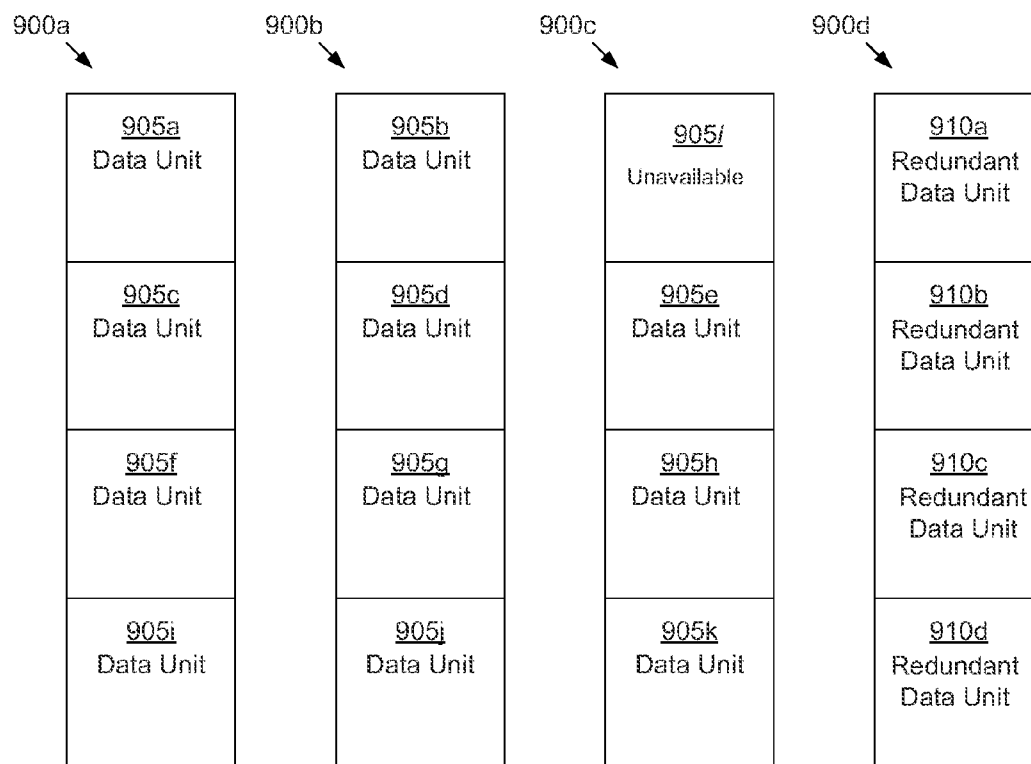 900a
900b
900c
900d
905a
Data Unit
905b
Data Unit
905l
Unavailable
910a
Redundant
Data Unit
905c
Data Unit
905d
Data Unit
905e
Data Unit
910b
Redundant
Data Unit
905f
Data Unit
905g
Data Unit
905h
Data Unit
910c
Redundant
Data Unit
905i
Data Unit
905j
Data Unit
905k
Data Unit
910d
Redundant
Data Unit